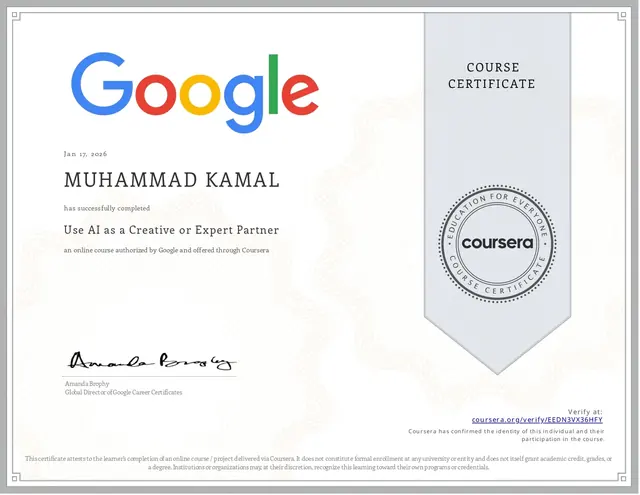 Google
COURSE
CERTIFICATE
Jan 17, 2026
MUHAMMAD KAMAL
has successfully completed
Use AI as a Creative or Expert Partner
an online course authorized by Google and offered through Coursera
EDUCATION FOR EVERYONE
coursera
COURSE CERTIFICATE
Amanda Brophy
Amanda Brophy
Global Director of Google Career Certificates
Verify at:
coursera.org/verify/EEDN3VX36HFY
Coursera has confirmed the identity of this individual and their
participation in the course.
This certificate attests to the learner's completion of an online course / project delivered via Coursera. It does not constitute formal enrollment at any university or entity and does not itself grant academic credit, grades, or
a degree. Institutions or organizations may, at their discretion, recognize this learning toward their own programs or credentials.